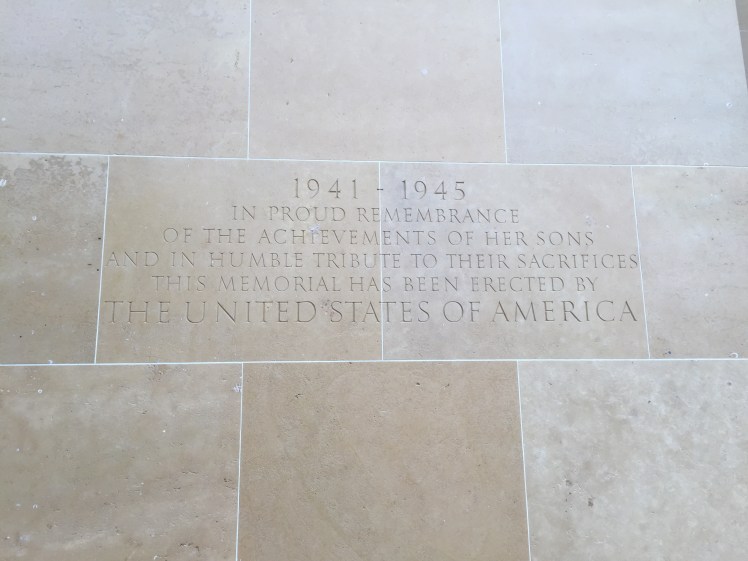 1941 - 1945
IN PROUD REMEMBRANCE
OF THE ACHIEVEMENTS OF HER SONS
AND IN HUMBLE TRIBUTE TO THEIR SACRIFICES
THIS MEMORIAL HAS BEEN ERECTED BY
THE UNITED STATES OF AMERICA